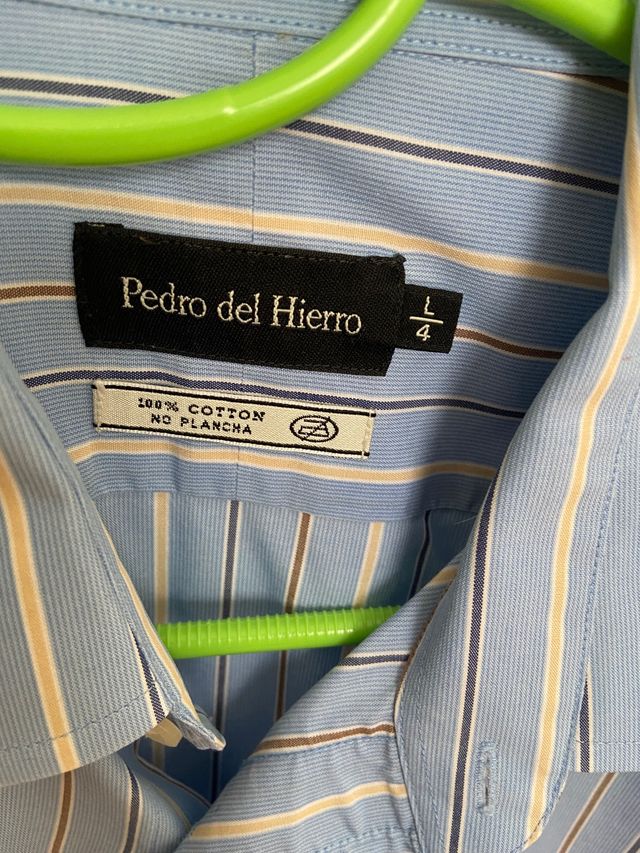 Pedro del Hierro
L
4
100% COTTON
NO PLANCHA